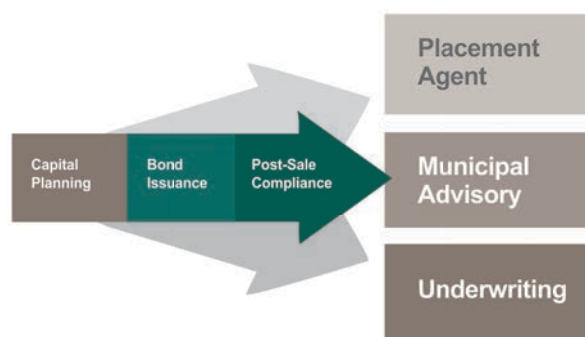 Placement
Agent
Capital
Planning
Bond
Issuance
Post-Sale
Compliance
Municipal
Advisory
Underwriting